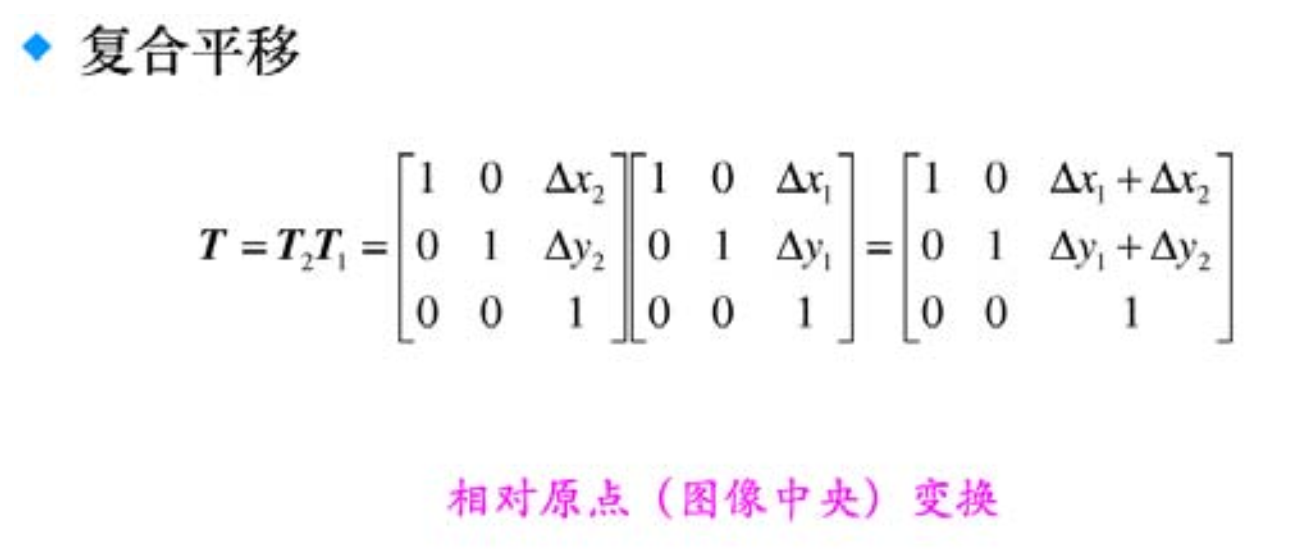 ◆ 复合平移
T = T₂T₁ = [1 0 Δx₂ [1 0 Δx₁ = [1 0 Δx₁ + Δx₂
0 1 Δy₂ 0 1 Δy₁ 0 1 Δy₁ + Δy₂
0 0 1] 0 0 1] 0 0 1]
相对原点（图像中央）变换